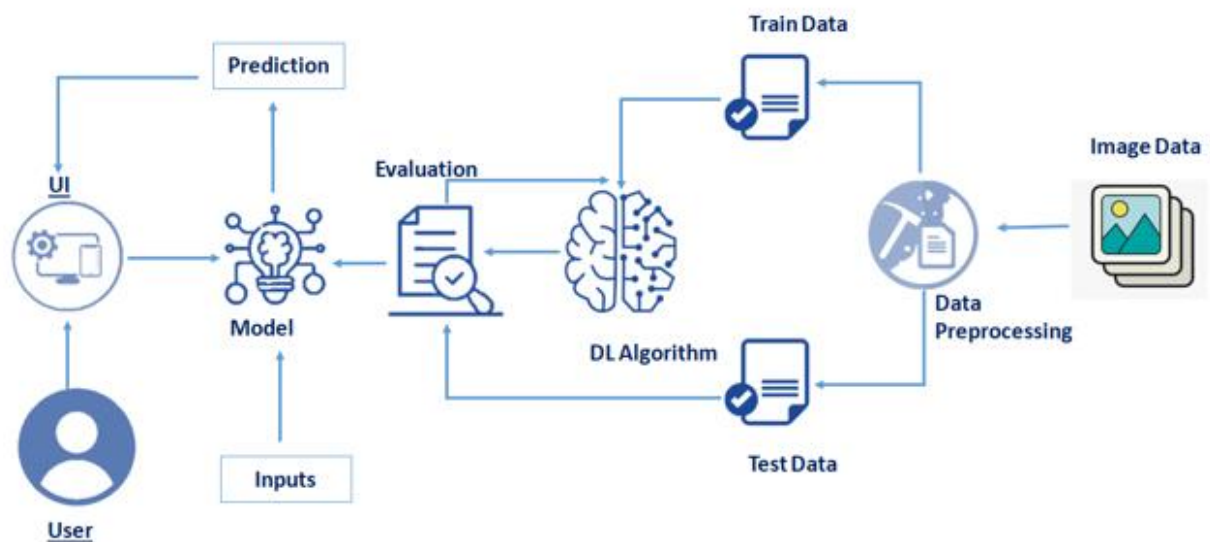 Train Data
Prediction
Image Data
Evaluation
UI
Model
Data
Preprocessing
DL Algorithm
Test Data
Inputs
User